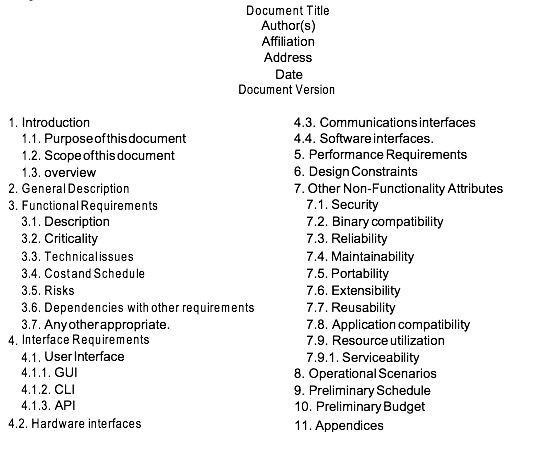 Document Title
Author(s)
Affiliation
Address
Date
Document Version
1. Introduction
1.1. Purpose of this document
1.2. Scope of this document
1.3. overview
2. General Description
3. Functional Requirements
3.1. Description
3.2. Criticality
3.3. Technical issues
3.4. Cost and Schedule
3.5. Risks
3.6. Dependencies with other requirements
3.7. Any other appropriate.
4. Interface Requirements
4.1. User Interface
4.1.1. GUI
4.1.2. CLI
4.1.3. API
4.2. Hardware interfaces
4.3. Communications interfaces
4.4. Software interfaces.
5. Performance Requirements
6. Design Constraints
7. Other Non-Functionality Attributes
7.1. Security
7.2. Binary compatibility
7.3. Reliability
7.4. Maintainability
7.5. Portability
7.6. Extensibility
7.7. Reusability
7.8. Application compatibility
7.9. Resource utilization
7.9.1. Serviceability
8. Operational Scenarios
9. Preliminary Schedule
10. Preliminary Budget
11. Appendices